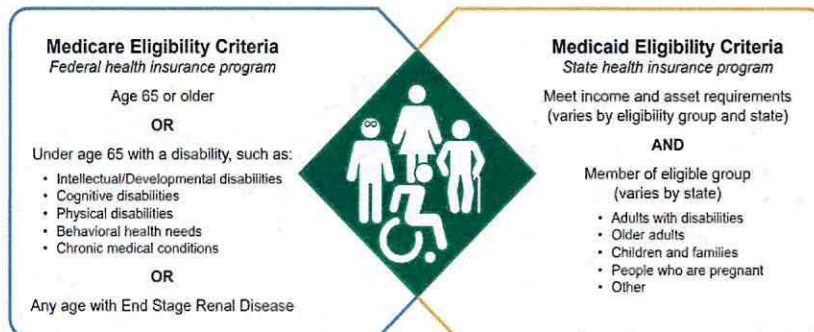 Medicare Eligibility Criteria
Federal health insurance program
Age 65 or older
OR
Under age 65 with a disability, such as:
• Intellectual/Developmental disabilities
• Cognitive disabilities
• Physical disabilities
• Behavioral health needs
• Chronic medical conditions
OR
Any age with End Stage Renal Disease
Medicaid Eligibility Criteria
State health insurance program
Meet income and asset requirements
(varies by eligibility group and state)
AND
Member of eligible group
(varies by state)
• Adults with disabilities
• Older adults
• Children and families
• People who are pregnant
• Other